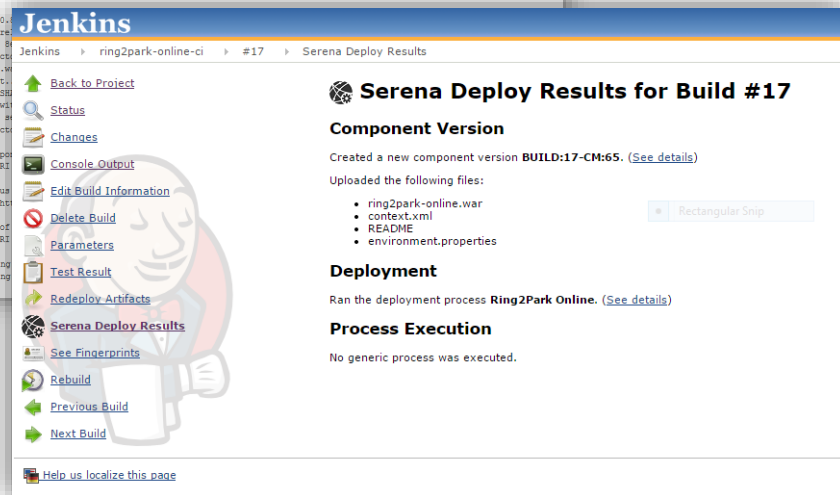 Jenkins
Jenkins ring2park-online-ci #17 Serena Deploy Results
Back to Project
Status
Changes
Console Output
Edit Build Information
Delete Build
Parameters
Test Result
Redeploy Artifacts
Serena Deploy Results
See Fingerprints
Rebuild
Previous Build
Next Build
Help us localize this page
Serena Deploy Results for Build #17
Component Version
Created a new component version BUILD:17-CM:65. (See details)
Uploaded the following files:
• ring2park-online.war
• context.xml
• README
• environment.properties
Rectangular Snip
Deployment
Ran the deployment process Ring2Park Online. (See details)
Process Execution
No generic process was executed.